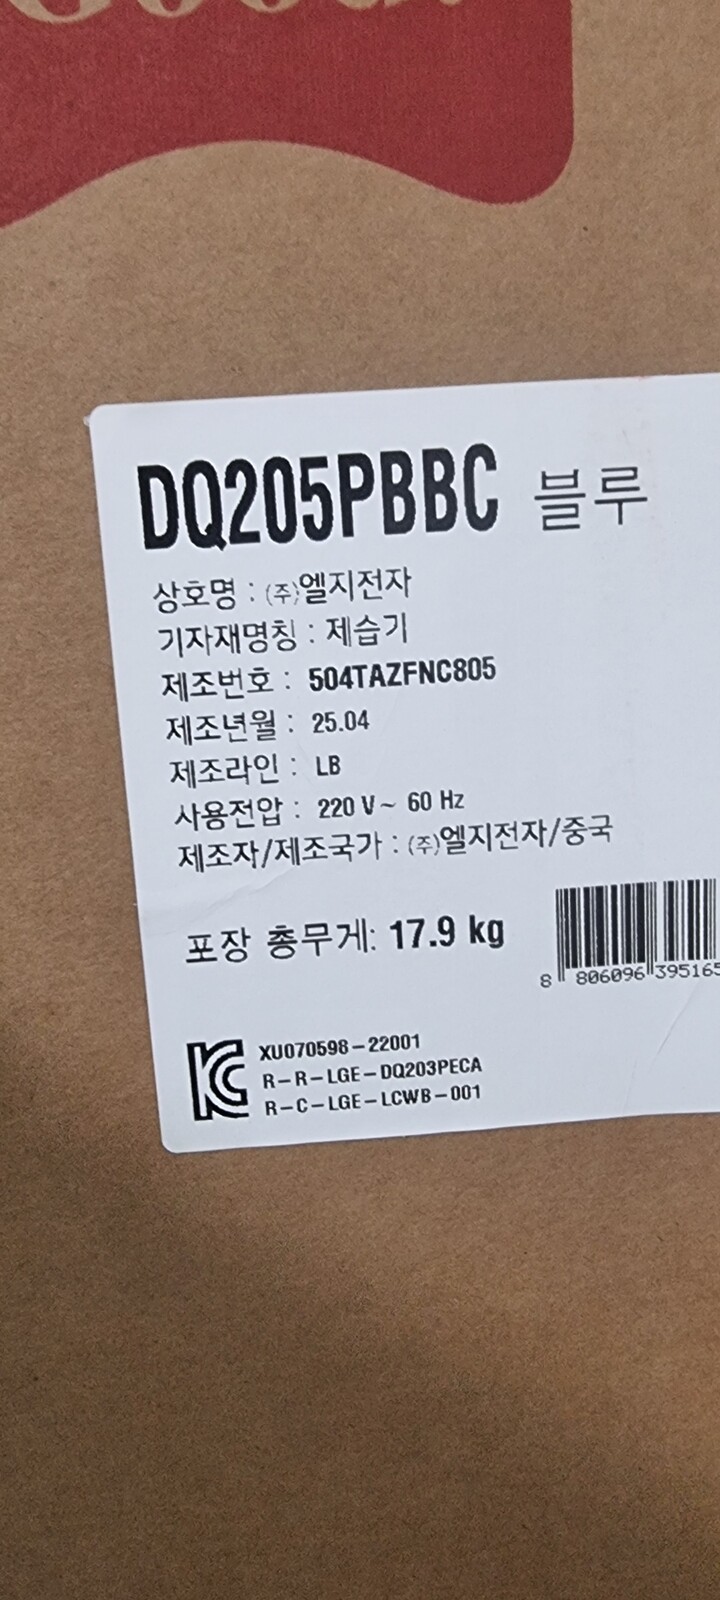 DQ205PBBC 블루
상호명 : (주)엘지전자
기자재명칭 : 제습기
제조번호 : 504TAZFNC805
제조년월 : 25.04
제조라인 : LB
사용전압 : 220 V~ 60 Hz
제조자/제조국가 : (주)엘지전자/중국
포장 총무게: 17.9 kg
8 806096 395165
XU070598-22001
R-R-LGE-DQ203PECA
R-C-LGE-LCWB-001